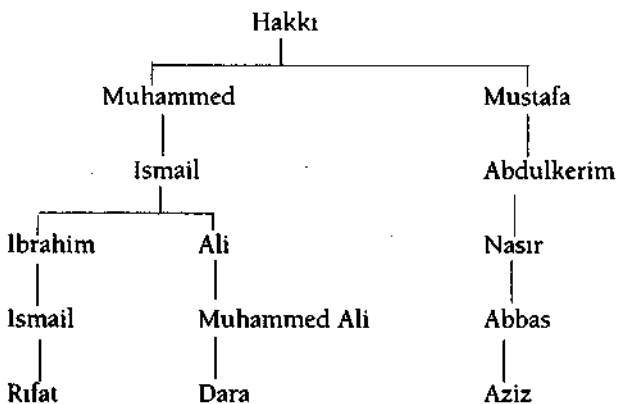 Hakkı
Muhammed Mustafa
Ismail Abdulkerim
Ibrahim Ali Nasır
Ismail Muhammed Ali Abbas
Rıfat Dara Aziz